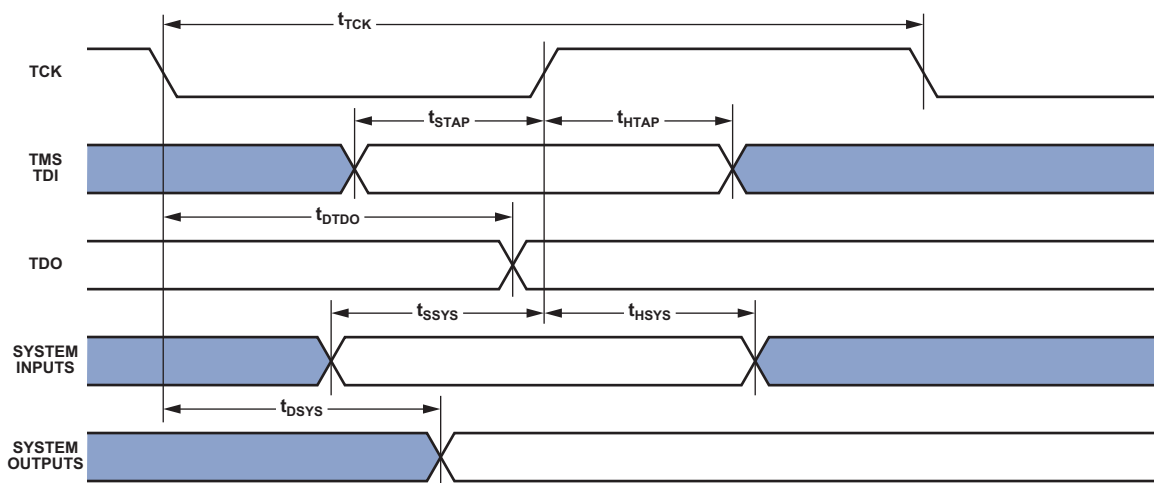 tTCK
TCK
tSTAP
tHTAP
TMS
TDI
tDTDO
TDO
tSSYS
tHSYS
SYSTEM
INPUTS
tDSYS
SYSTEM
OUTPUTS